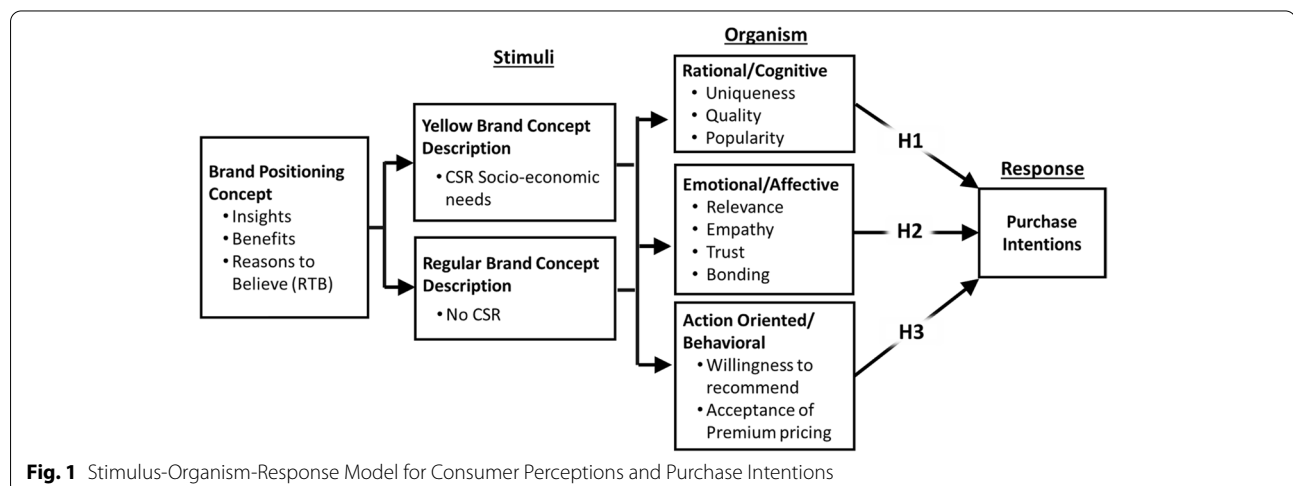 Stimuli
Organism
Response
Brand Positioning
Concept
• Insights
• Benefits
• Reasons to
Believe (RTB)
Yellow Brand Concept
Description
• CSR Socio-economic
needs
Regular Brand Concept
Description
• No CSR
Rational/Cognitive
• Uniqueness
• Quality
• Popularity
Emotional/Affective
• Relevance
• Empathy
• Trust
• Bonding
Action Oriented/
Behavioral
• Willingness to
recommend
• Acceptance of
Premium pricing
H1
H2
H3
Purchase
Intentions
Fig. 1 Stimulus-Organism-Response Model for Consumer Perceptions and Purchase Intentions